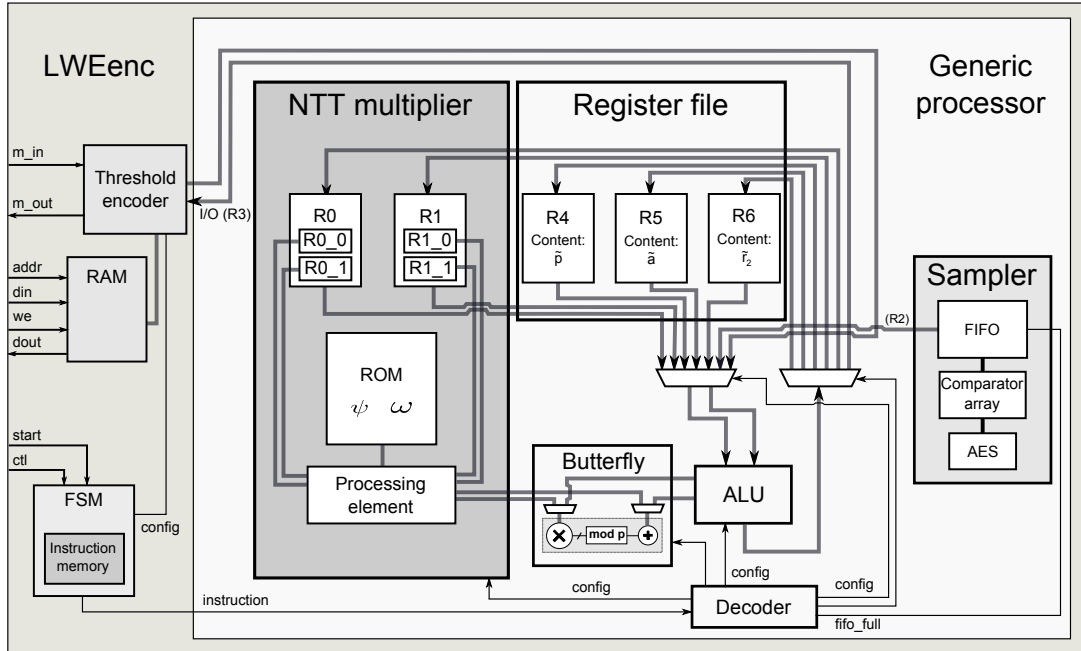 LWEenc
Generic
processor
m_in
m_out
Threshold
encoder
I/O (R3)
addr
din
we
dout
RAM
start
ctl
FSM
Instruction
memory
config
instruction
NTT multiplier
R0
R0_0
R0_1
R1
R1_0
R1_1
ROM
ψ ω
Processing
element
Register file
R4
Content:
p̃
R5
Content:
ã
R6
Content:
r̃₂
(R2)
Sampler
FIFO
Comparator
array
AES
Butterfly
× mod p +
ALU
config
config
config
Decoder
fifo_full